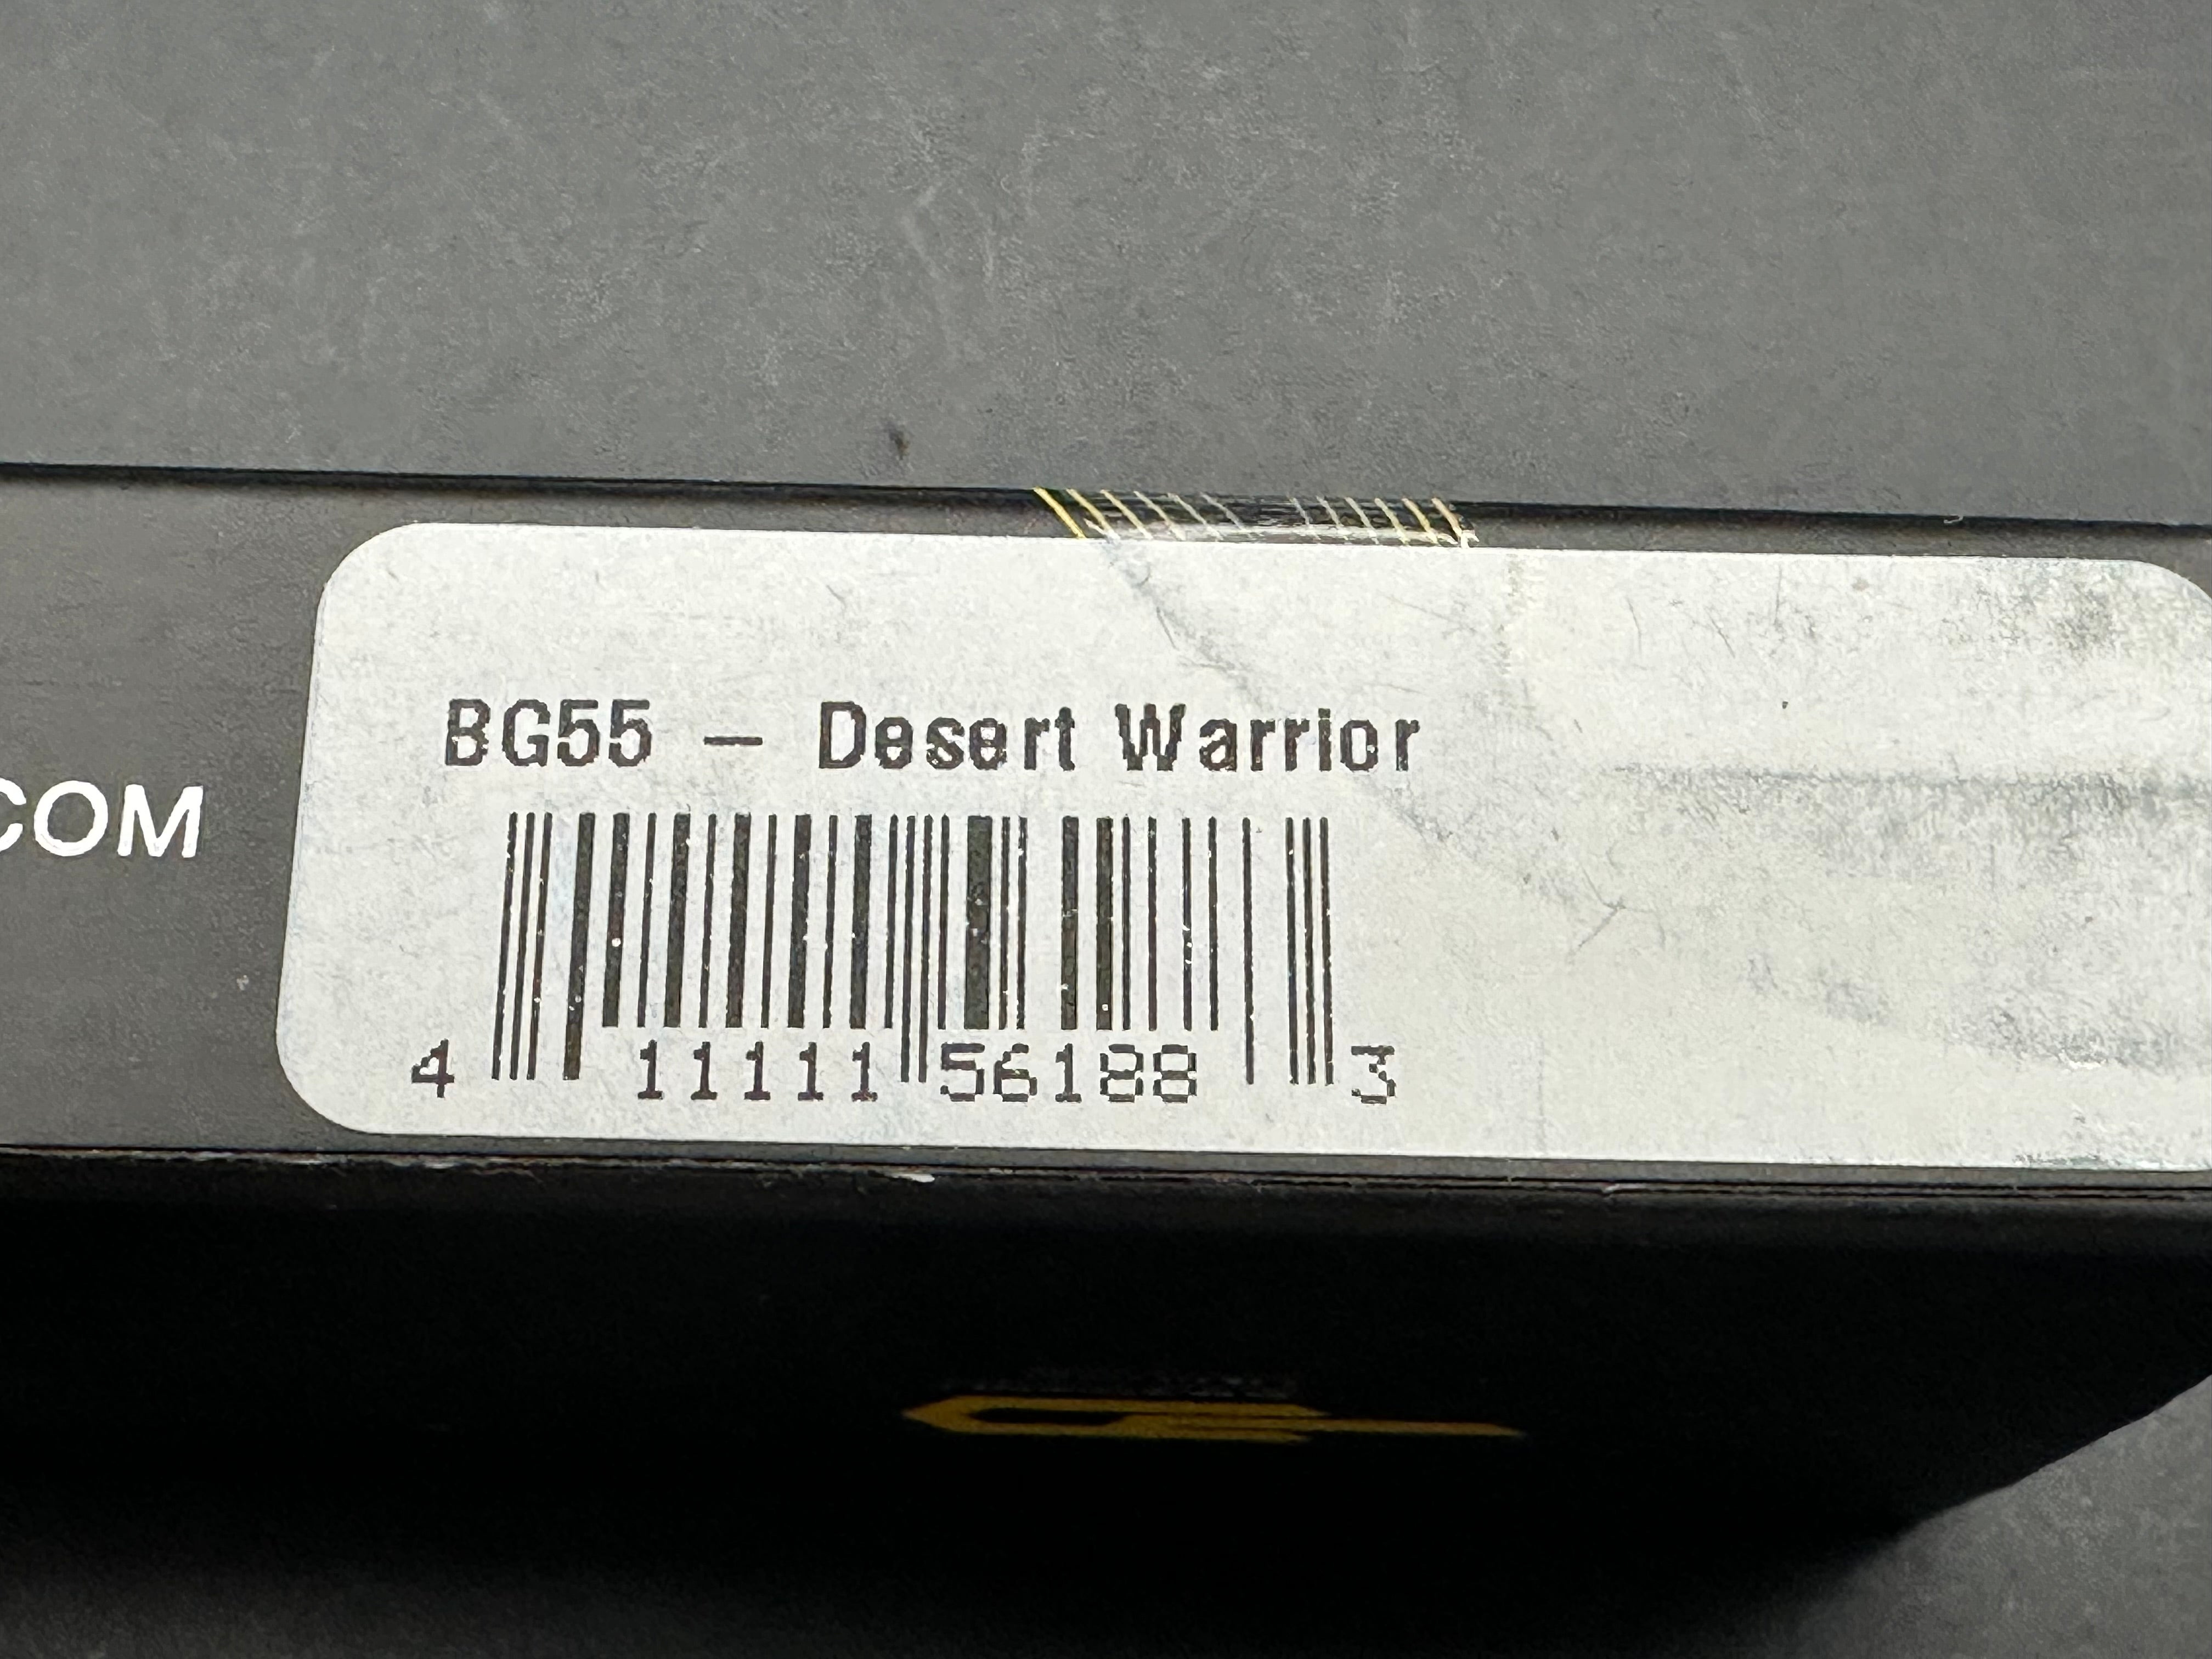 BG55 – Desert Warrior
COM
4 11111 56188 3